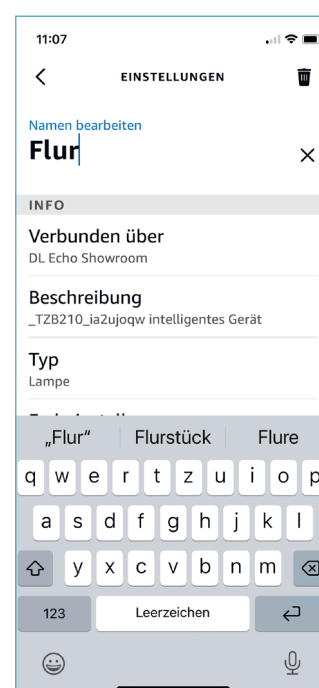 11:07
EINSTELLUNGEN
Namen bearbeiten
Flur
INFO
Verbunden über
DL Echo Showroom
Beschreibung
_TZB210_ia2ujoqw intelligentes Gerät
Typ
Lampe
„Flur“ Flurstück Flure
q w e r t z u i o p
a s d f g h j k l
y x c v b n m
123 Leerzeichen